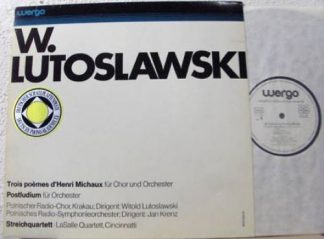 wergo
W.
LUTOSLAWSKI
Trois poèmes d'Henri Michaux für Chor und Orchester
Postludium für Orchester
Polnischer Radio-Chor, Krakau; Dirigent: Witold Lutoslawski
Polnisches Radio-Symphonieorchester; Dirigent: Jan Krenz
Streichquartett LaSalle Quartett, Cincinnati
wergo